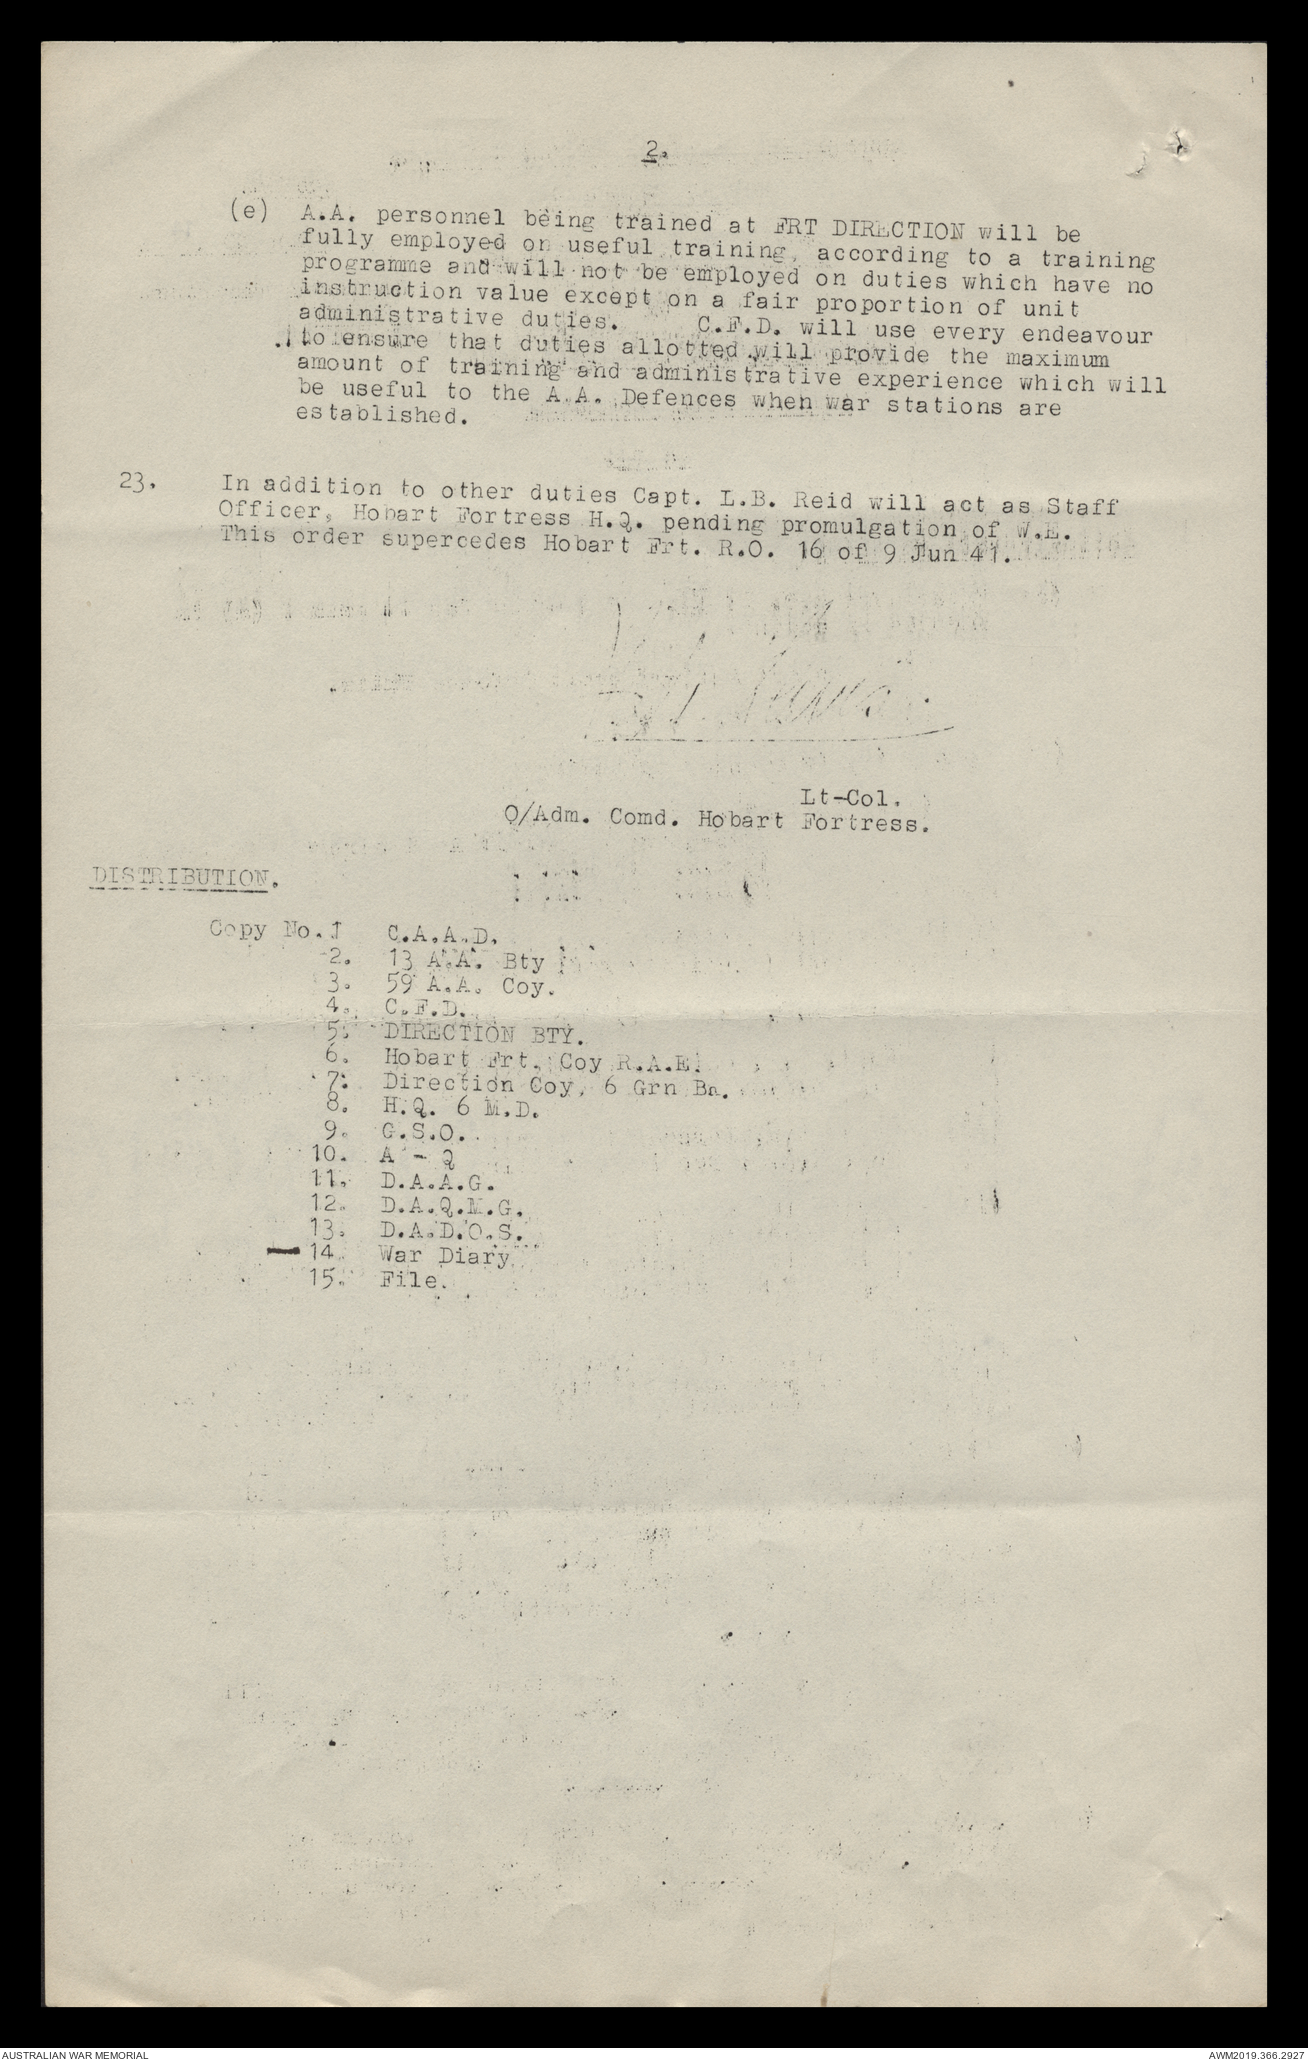 2.
(e) A.A. personnel being trained at FRT DIRECTION will be
fully employed on useful training, according to a training
programme and will not be employed on duties which have no
instruction value except on a fair proportion of unit
administrative duties. C.F.D. will use every endeavour
to ensure that duties allotted will provide the maximum
amount of training and administrative experience which will
be useful to the A.A. Defences when war stations are
established.
23. In addition to other duties Capt. L.B. Reid will act as Staff
Officer, Hobart Fortress H.Q. pending promulgation of W.E.
This order supercedes Hobart Frt. R.O. 16 of 9 Jun 41.
Lt-Col.
O/Adm. Comd. Hobart Fortress.
DISTRIBUTION.
Copy No. 1 C.A.A.D.
2. 13 A.A. Bty
3. 59 A.A. Coy.
4. C.F.D.
5. DIRECTION BTY.
6. Hobart Frt. Coy R.A.E.
7. Direction Coy, 6 Grn Bn.
8. H.Q. 6 M.D.
9. G.S.O.
10. A - Q
11. D.A.A.G.
12. D.A.Q.M.G.
13. D.A.D.O.S.
14. War Diary
15. File.
AUSTRALIAN WAR MEMORIAL
AWM2019.366.2927